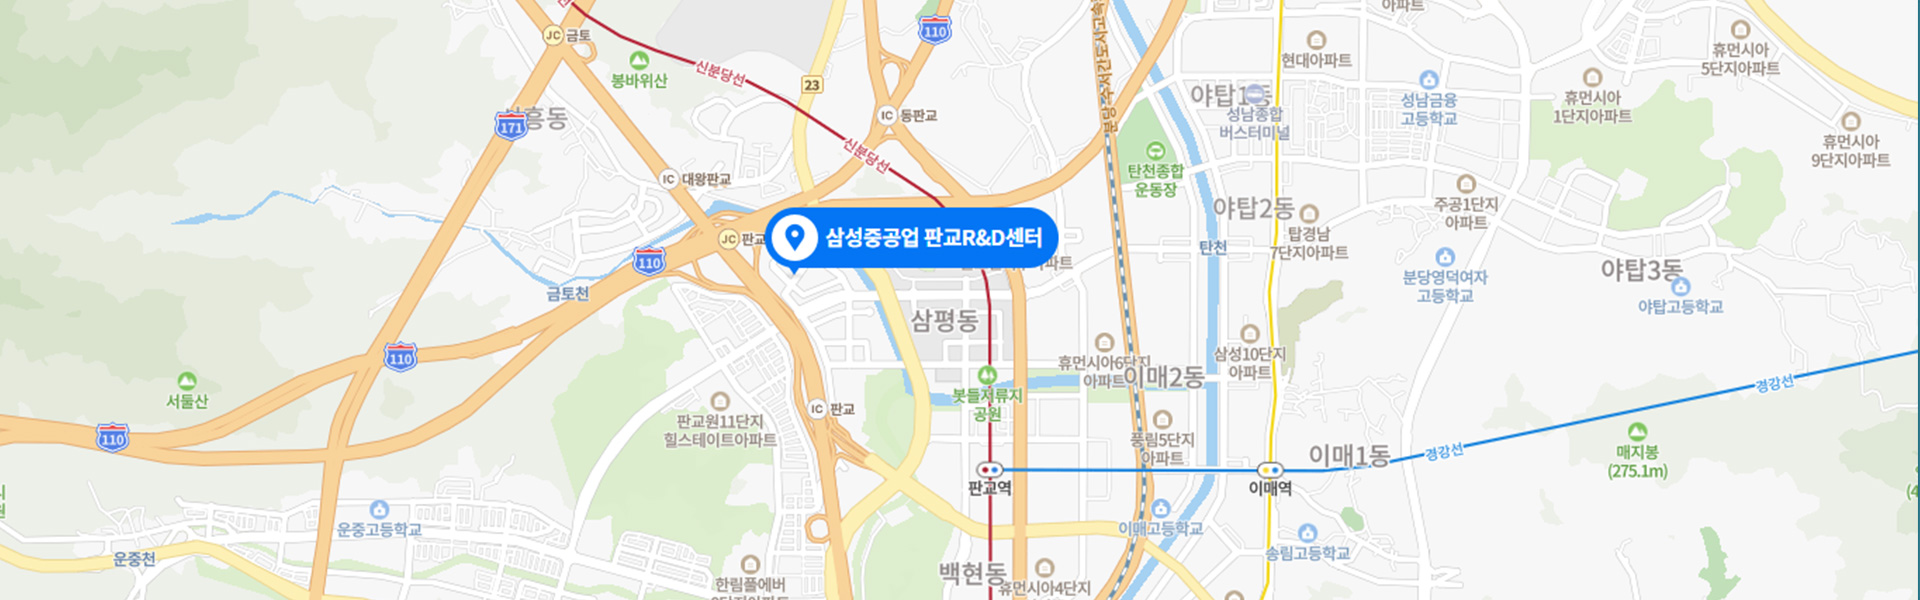 JC 금토
봉바위산
신분당선
23
110
아파트
현대아파트
휴먼시아
5단지아파트
171
흥동
IC 동판교
신분당선
야탑1동
성남종합
버스터미널
성남금융
고등학교
휴먼시아
1단지아파트
휴먼시아
9단지아파트
IC 대왕판교
탄천종합
운동장
야탑2동
주공1단지
아파트
JC 판교
삼성중공업 판교R&D센터
탑경남
7단지아파트
탄천
110
금토천
아파트
분당영덕여자
고등학교
야탑3동
야탑고등학교
삼평동
110
휴먼시아6단지
아파트
이매2동
삼성10단지
아파트
경강선
서둘산
봇들저류지
공원
IC 판교
판교원11단지
힐스테이트아파트
110
풍림5단지
아파트
이매1동
경강선
매지봉
(275.1m)
판교역
이매역
운중고등학교
이매고등학교
송림고등학교
운중천
한림풀에버
백현동
휴먼시아4단지